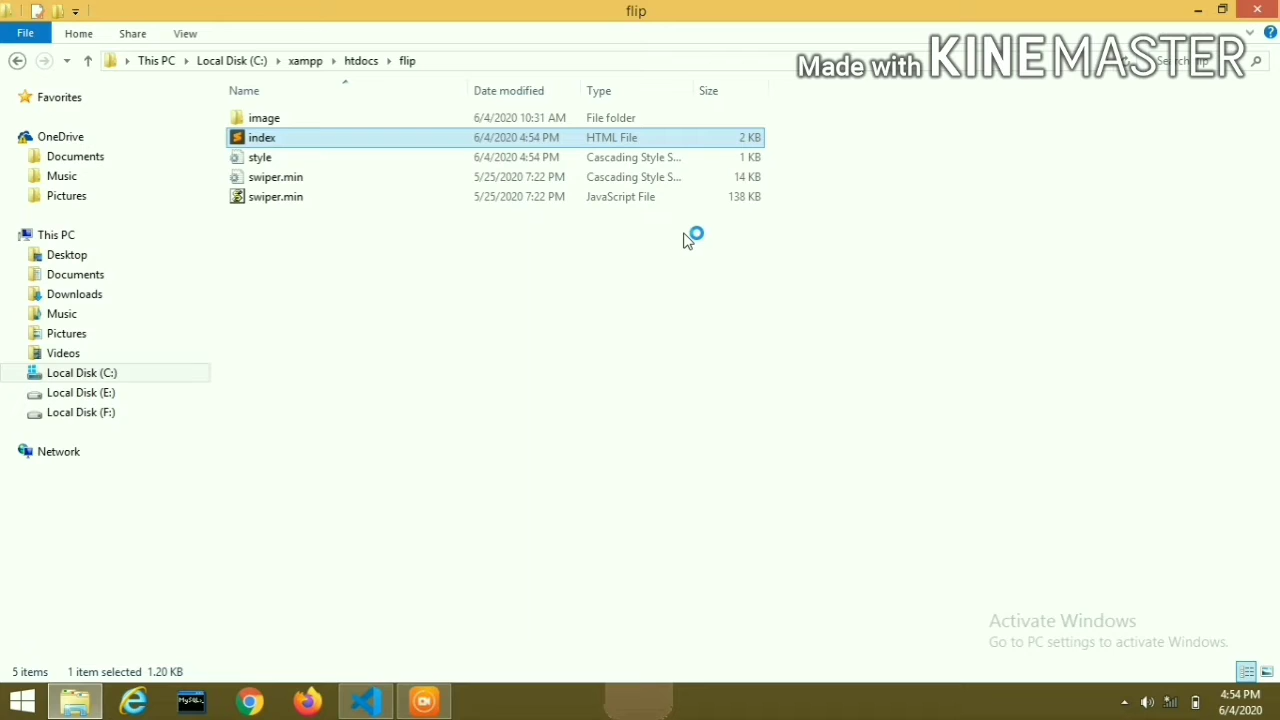 flip
File Home Share View
This PC Local Disk (C:) xampp htdocs flip
Made with KINEMASTER
Name Date modified Type Size
image 6/4/2020 10:31 AM File folder
index 6/4/2020 4:54 PM HTML File 2 KB
style 6/4/2020 4:54 PM Cascading Style S... 1 KB
swiper.min 5/25/2020 7:22 PM Cascading Style S... 14 KB
swiper.min 5/25/2020 7:22 PM JavaScript File 138 KB
Favorites
OneDrive
Documents
Music
Pictures
This PC
Desktop
Documents
Downloads
Music
Pictures
Videos
Local Disk (C:)
Local Disk (E:)
Local Disk (F:)
Network
Activate Windows
Go to PC settings to activate Windows.
5 items 1 item selected 1.20 KB
MySQL
4:54 PM
6/4/2020